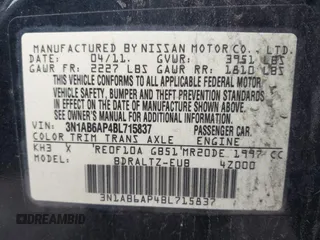 MANUFACTURED BY NISSAN MOTOR CO., LTD.
DATE 04/11. GVWR: 3951 LBS
GAWR FR: 2227 LBS GAWR RR: 1810 LBS
THIS VEHICLE CONFORMS TO ALL APPLICABLE
FEDERAL MOTOR VEHICLE SAFETY,
BUMPER AND THEFT PREVENTION STANDARDS
IN EFFECT ON THE DATE OF
MANUFACTURE SHOWN ABOVE.
SEE OWNER'S MANUAL FOR ADDITIONAL INFORMATION.
VIN: 3N1AB6AP4BL715837 PASSENGER CAR.
COLOR TRIM TRANS AXLE ENGINE
KH3 X RE0F10A GB51 MR20DE 1997 CC
BDRALTZ-EUB 4Z000
3N1AB6AP4BL715837
© AUTOBIDMASTER